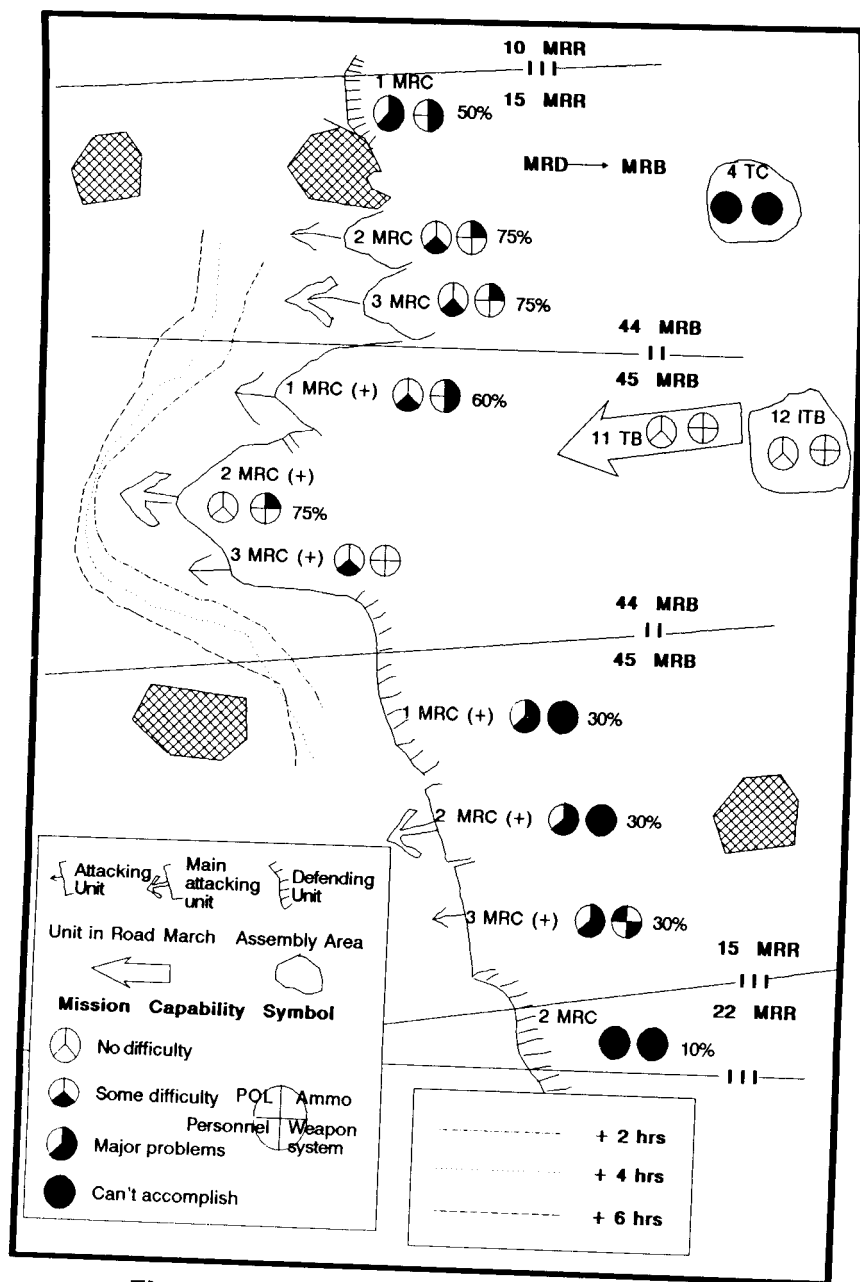 10 MRR
15 MRR
1 MRC
50%
MRD MRB
4 TC
2 MRC
75%
3 MRC
75%
44 MRB
45 MRB
1 MRC (+)
60%
11 TB
12 ITB
2 MRC (+)
75%
3 MRC (+)
44 MRB
45 MRB
1 MRC (+)
30%
2 MRC (+)
30%
3 MRC (+)
30%
15 MRR
22 MRR
2 MRC
10%
Attacking
Unit
Main
attacking
unit
Defending
Unit
Unit in Road March
Assembly Area
Mission Capability Symbol
No difficulty
Some difficulty
Major problems
Can't accomplish
POL
Ammo
Personnel
Weapon
system
+ 2 hrs
+ 4 hrs
+ 6 hrs